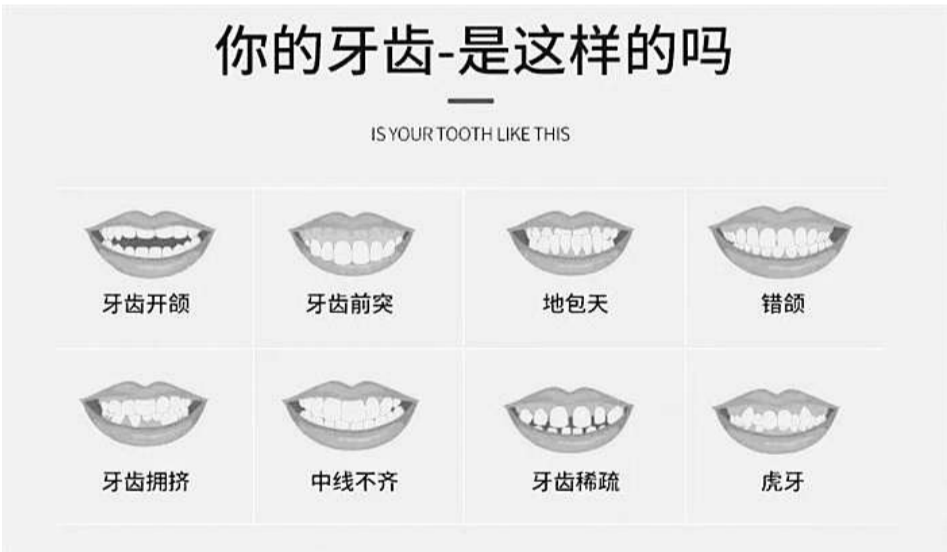 你的牙齿-是这样的吗
IS YOUR TOOTH LIKE THIS
牙齿开颌
牙齿前突
地包天
错颌
牙齿拥挤
中线不齐
牙齿稀疏
虎牙